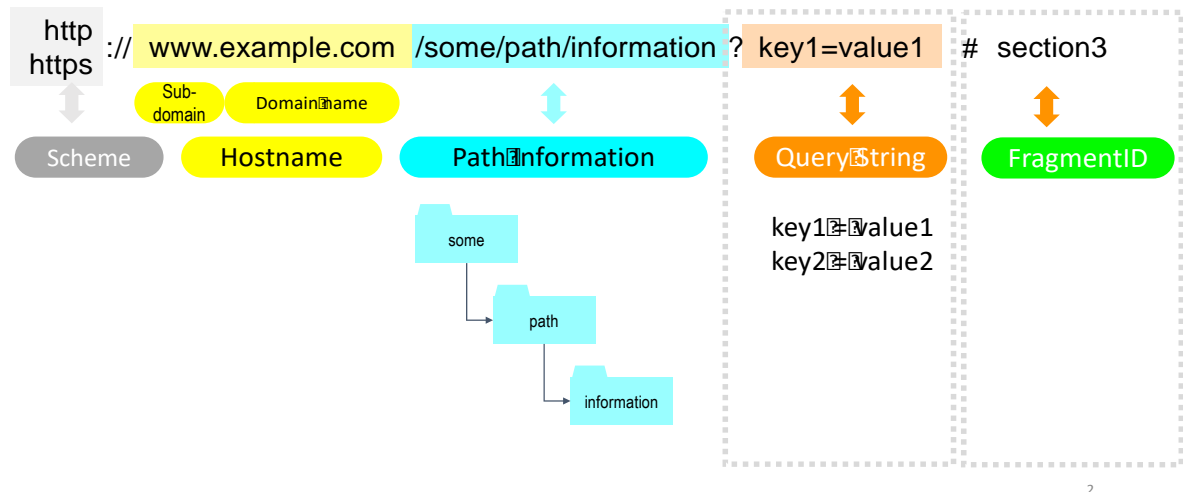 http
https
:// www.example.com /some/path/information ? key1=value1 # section3
Sub-
domain
Domain name
Scheme
Hostname
Path Information
Query String
FragmentID
key1 = value1
key2 = value2
some
path
information
2